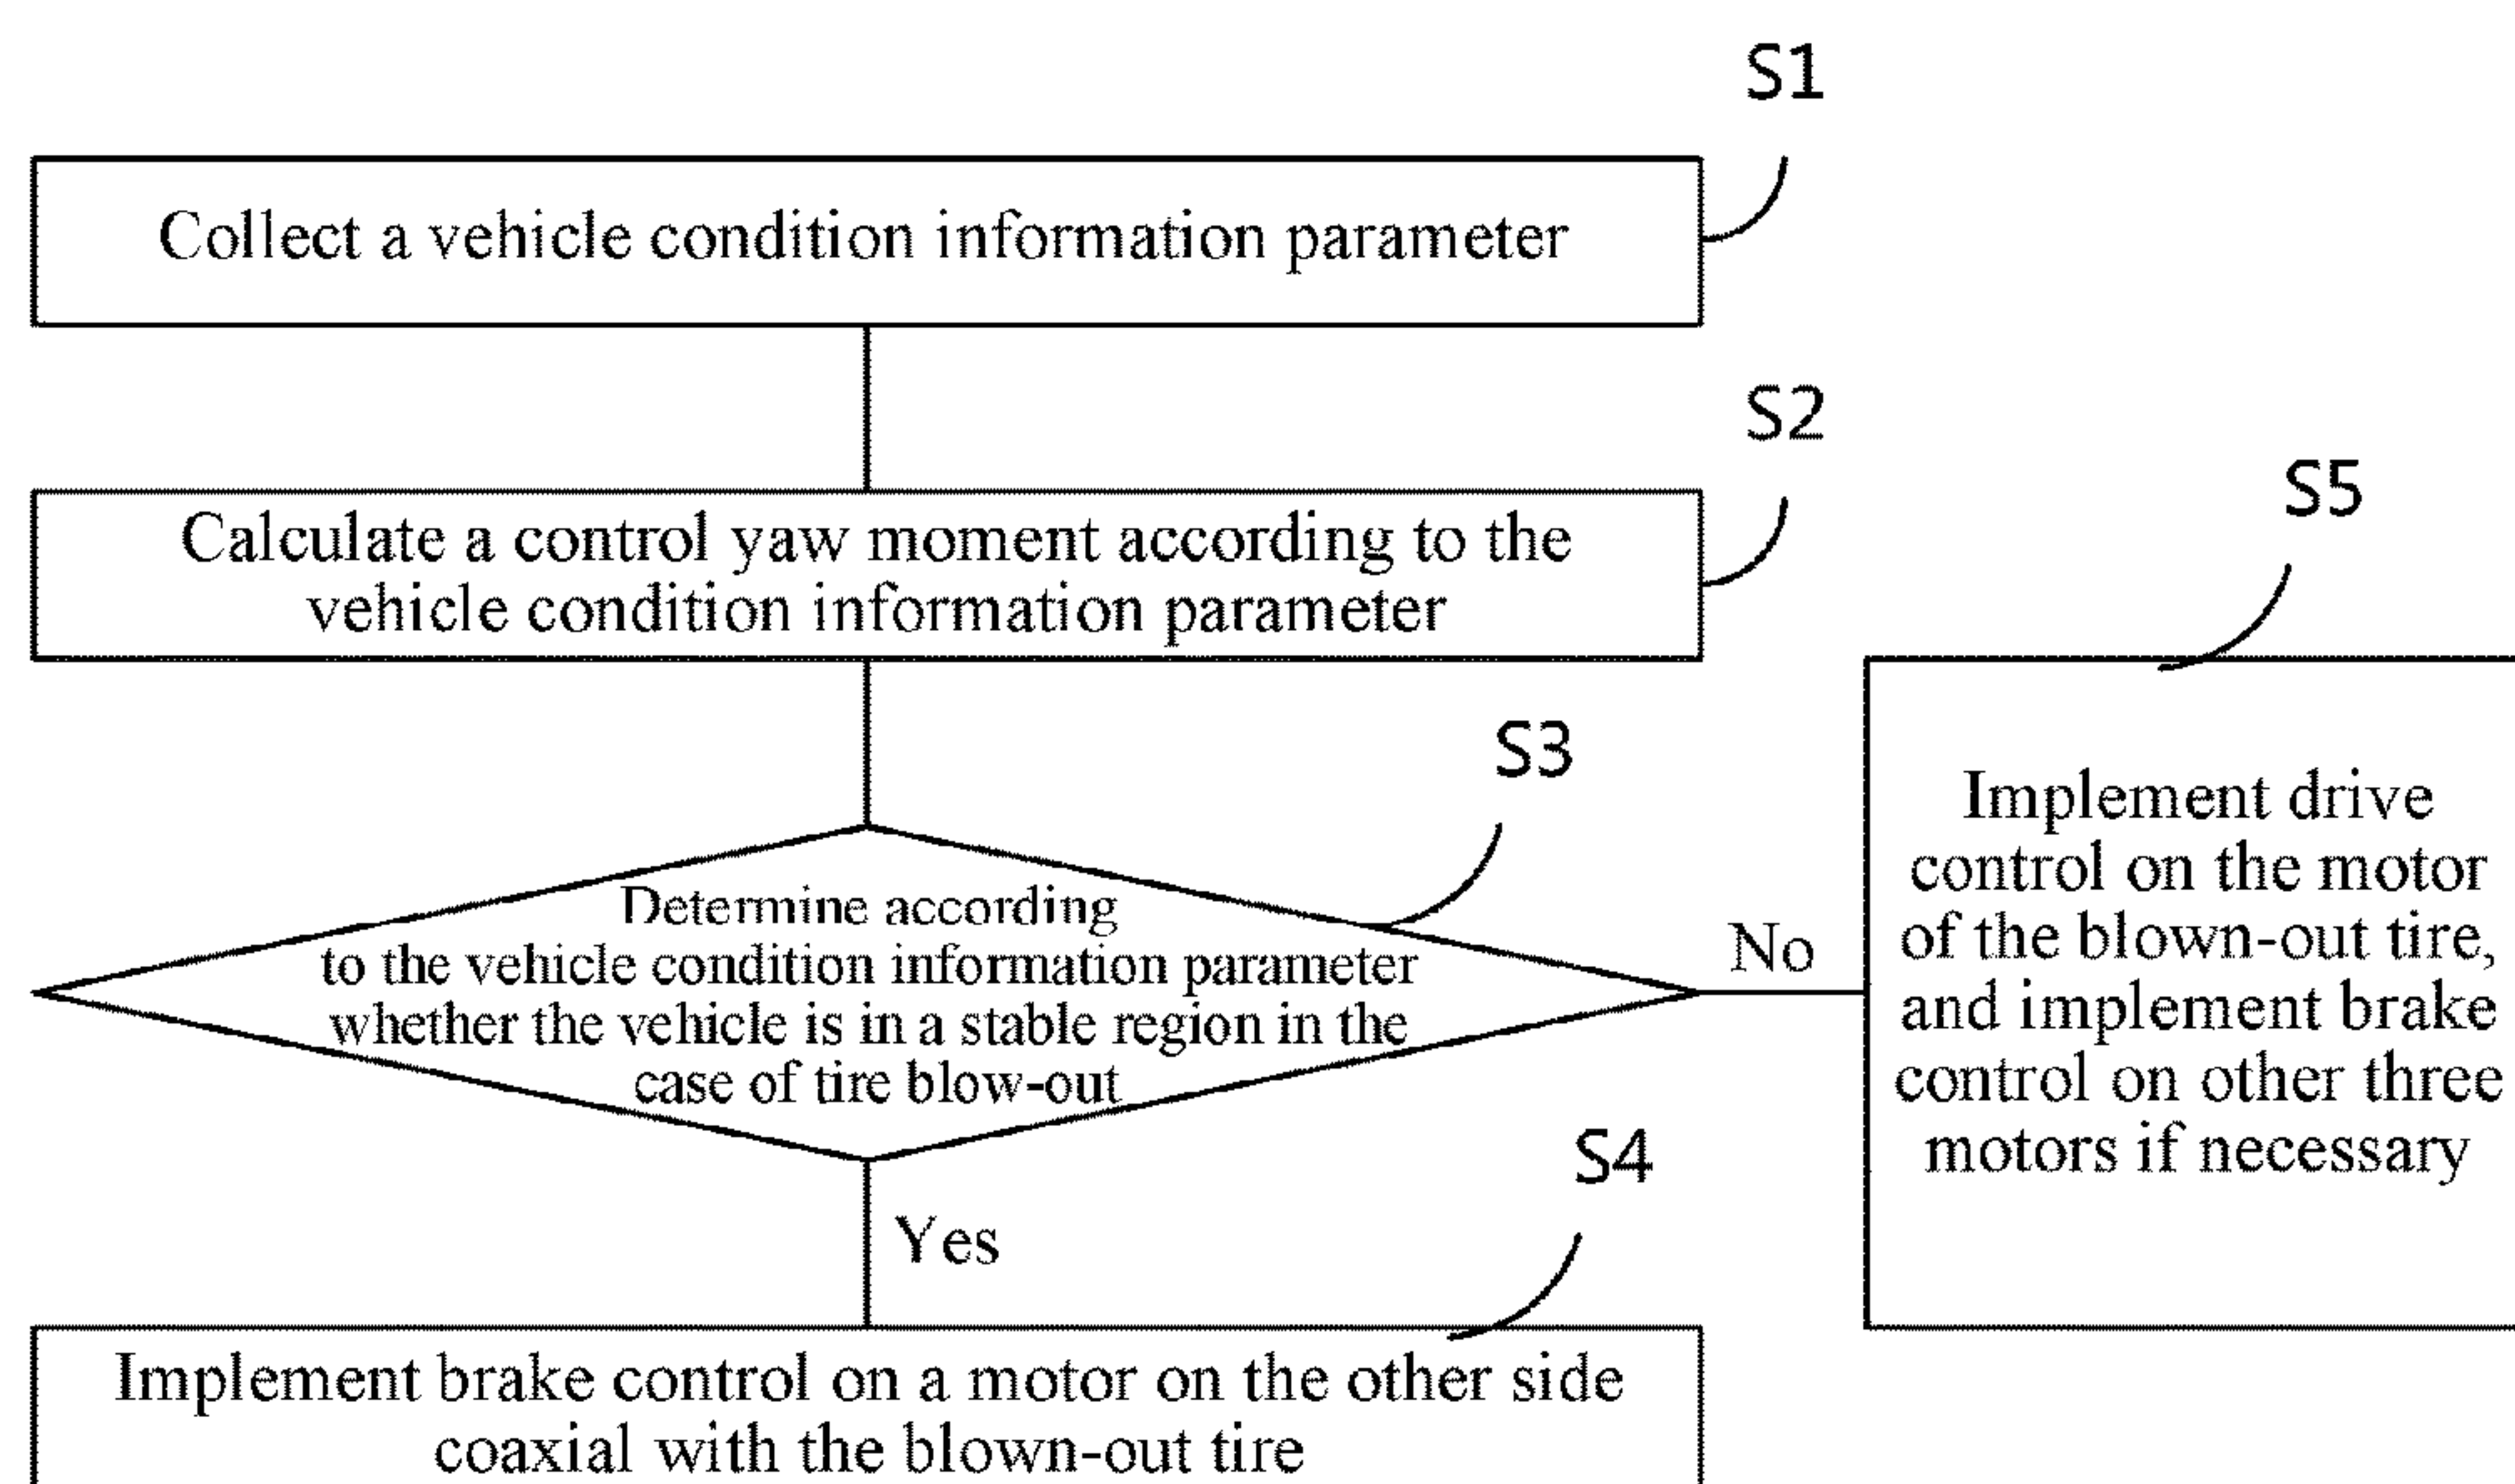 S1
Collect a vehicle condition information parameter
S2
Calculate a control yaw moment according to the
vehicle condition information parameter
S3
Determine according
to the vehicle condition information parameter
whether the vehicle is in a stable region in the
case of tire blow-out
No
S5
Implement drive
control on the motor
of the blown-out tire,
and implement brake
control on other three
motors if necessary
Yes
S4
Implement brake control on a motor on the other side
coaxial with the blown-out tire